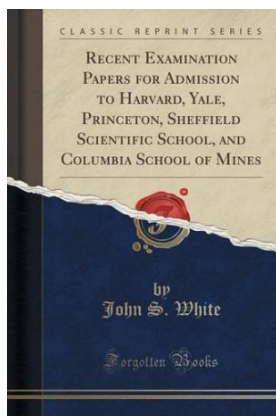 CLASSIC REPRINT SERIES
RECENT EXAMINATION
PAPERS FOR ADMISSION
TO HARVARD, YALE,
PRINCETON, SHEFFIELD
SCIENTIFIC SCHOOL, AND
COLUMBIA SCHOOL OF MINES
by
John S. White
Forgotten Books